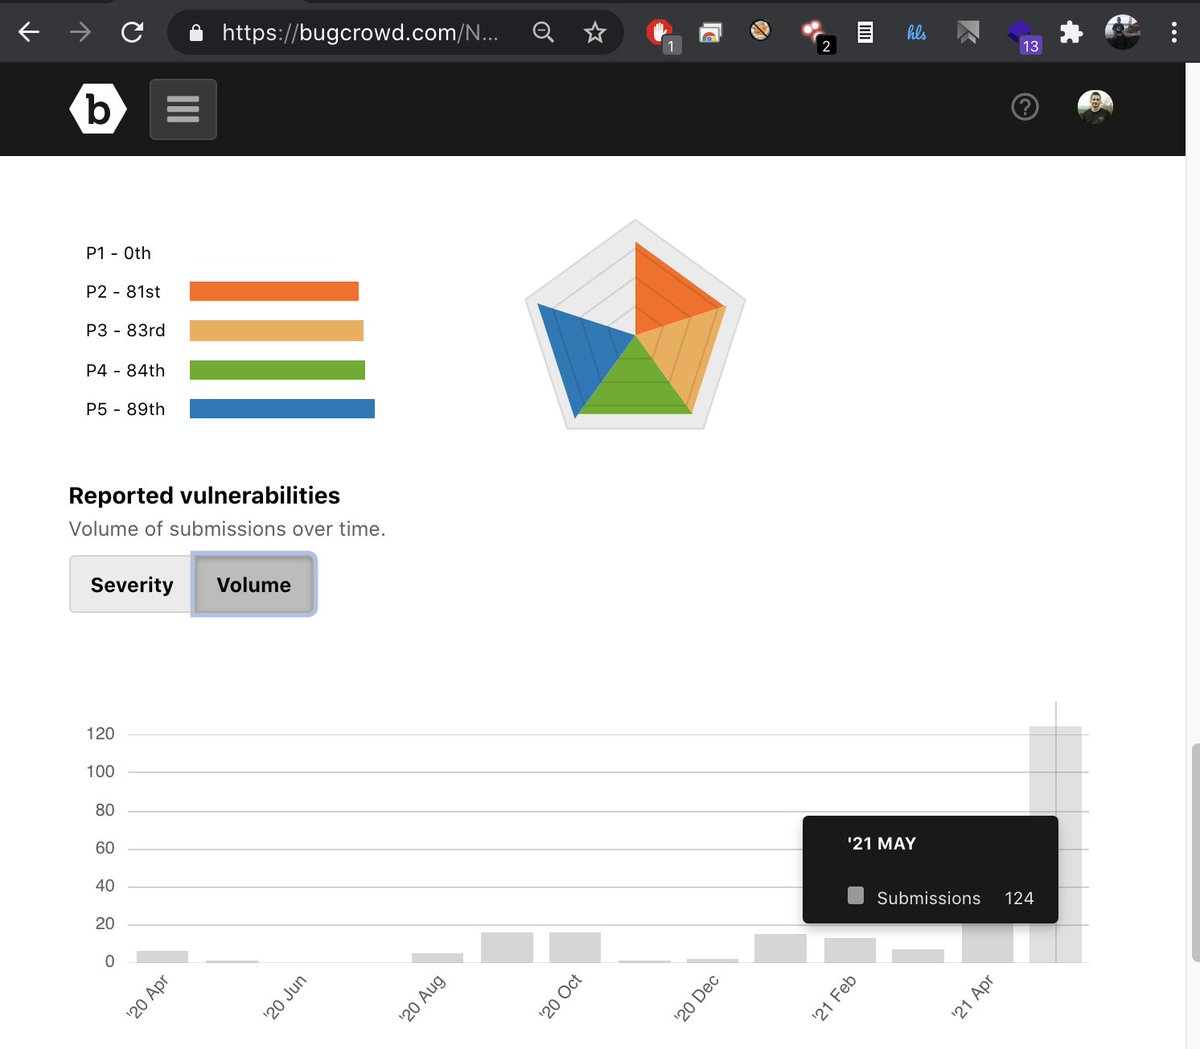 https://bugcrowd.com/N...
1
2
hls
13
b
?
P1 - 0th
P2 - 81st
P3 - 83rd
P4 - 84th
P5 - 89th
Reported vulnerabilities
Volume of submissions over time.
Severity
Volume
120
100
80
60
40
20
0
'21 MAY
Submissions 124
'20 Apr
'20 Jun
'20 Aug
'20 Oct
'20 Dec
'21 Feb
'21 Apr